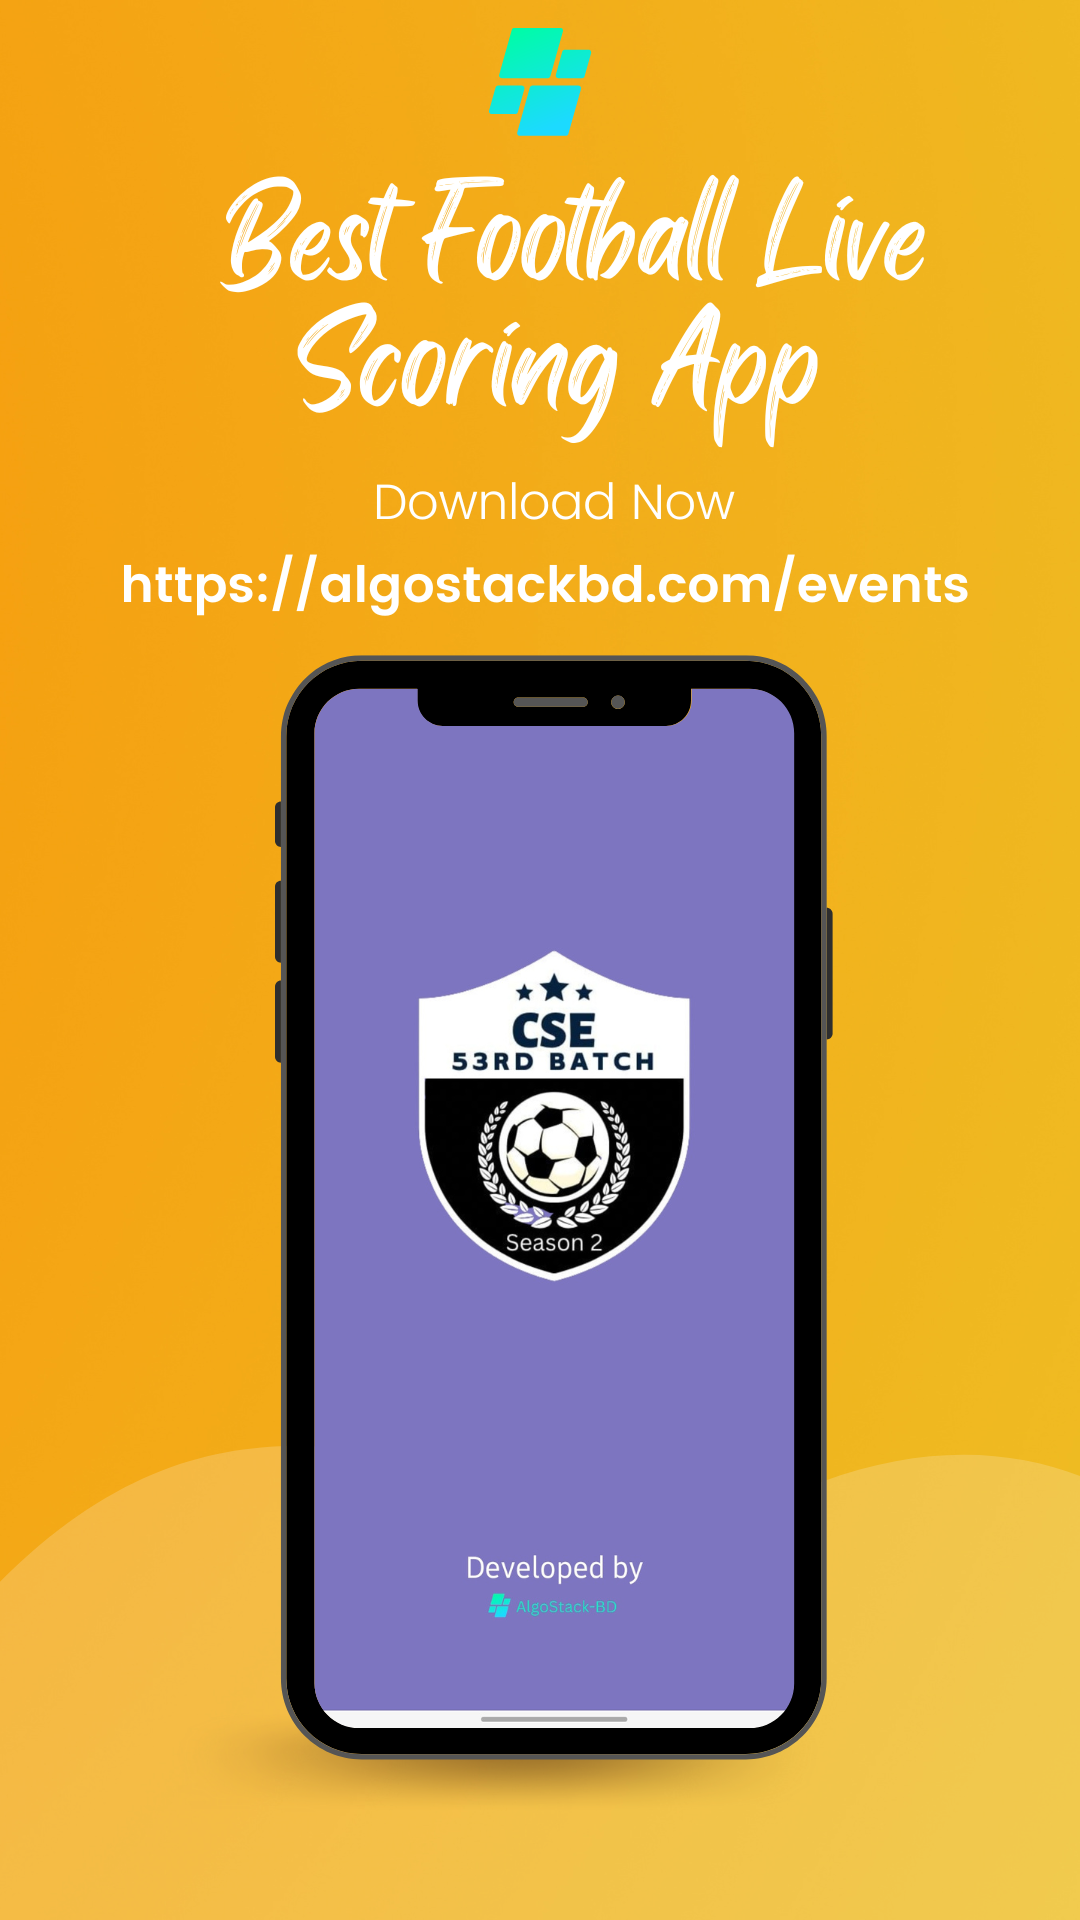 Best Football Live
Scoring App
Download Now
https://algostackbd.com/events
CSE
53RD BATCH
Season 2
Developed by
AlgoStack-BD